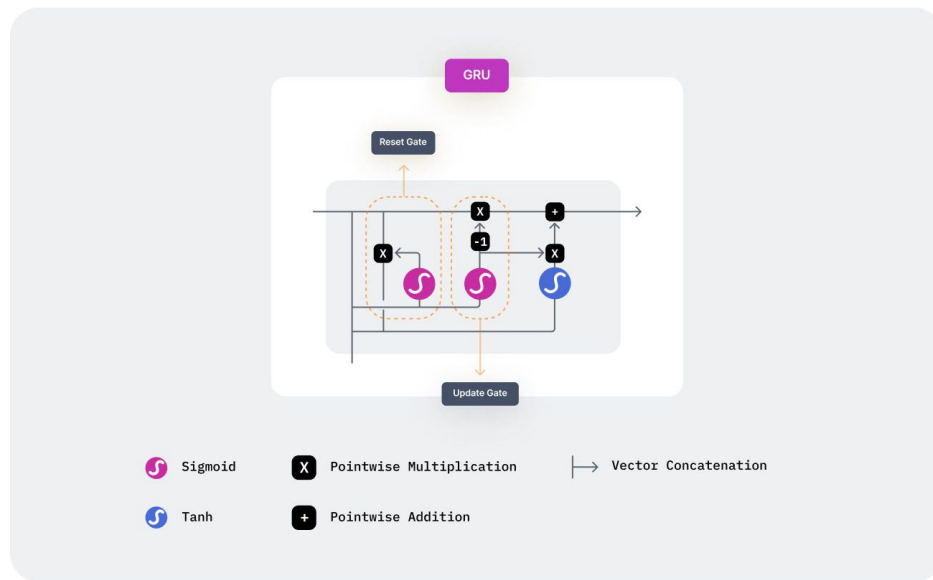 GRU
Reset Gate
X
+
-1
X
X
Update Gate
Sigmoid
X
Pointwise Multiplication
Vector Concatenation
Tanh
+
Pointwise Addition